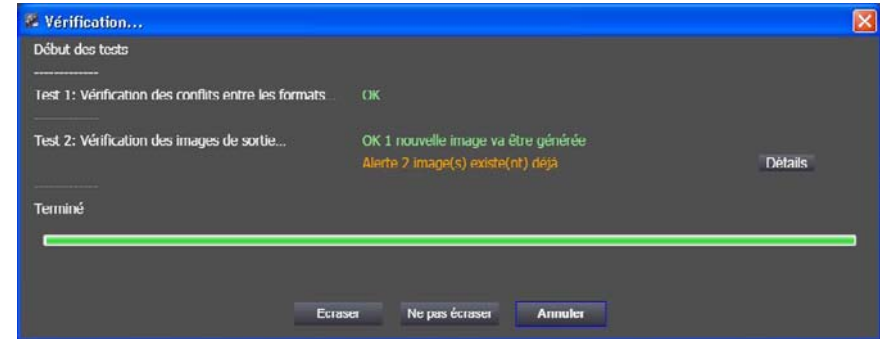 Vérification...
Début des tests
-------------
Test 1: Vérification des conflits entre les formats... OK
-------------
Test 2: Vérification des images de sortie... OK 1 nouvelle image va être générée
Alerte 2 image(s) existe(nt) déjà Détails
-------------
Terminé
Ecraser Ne pas écraser Annuler